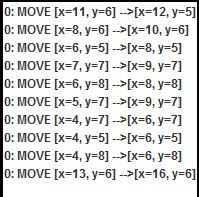 0: MOVE [x=11, y=6] -->[x=12, y=5]
0: MOVE [x=8, y=6] -->[x=10, y=6]
0: MOVE [x=6, y=5] -->[x=8, y=5]
0: MOVE [x=7, y=7] -->[x=9, y=7]
0: MOVE [x=6, y=8] -->[x=8, y=8]
0: MOVE [x=5, y=7] -->[x=9, y=7]
0: MOVE [x=4, y=7] -->[x=6, y=7]
0: MOVE [x=4, y=5] -->[x=6, y=5]
0: MOVE [x=4, y=8] -->[x=6, y=8]
0: MOVE [x=13, y=6] -->[x=16, y=6]